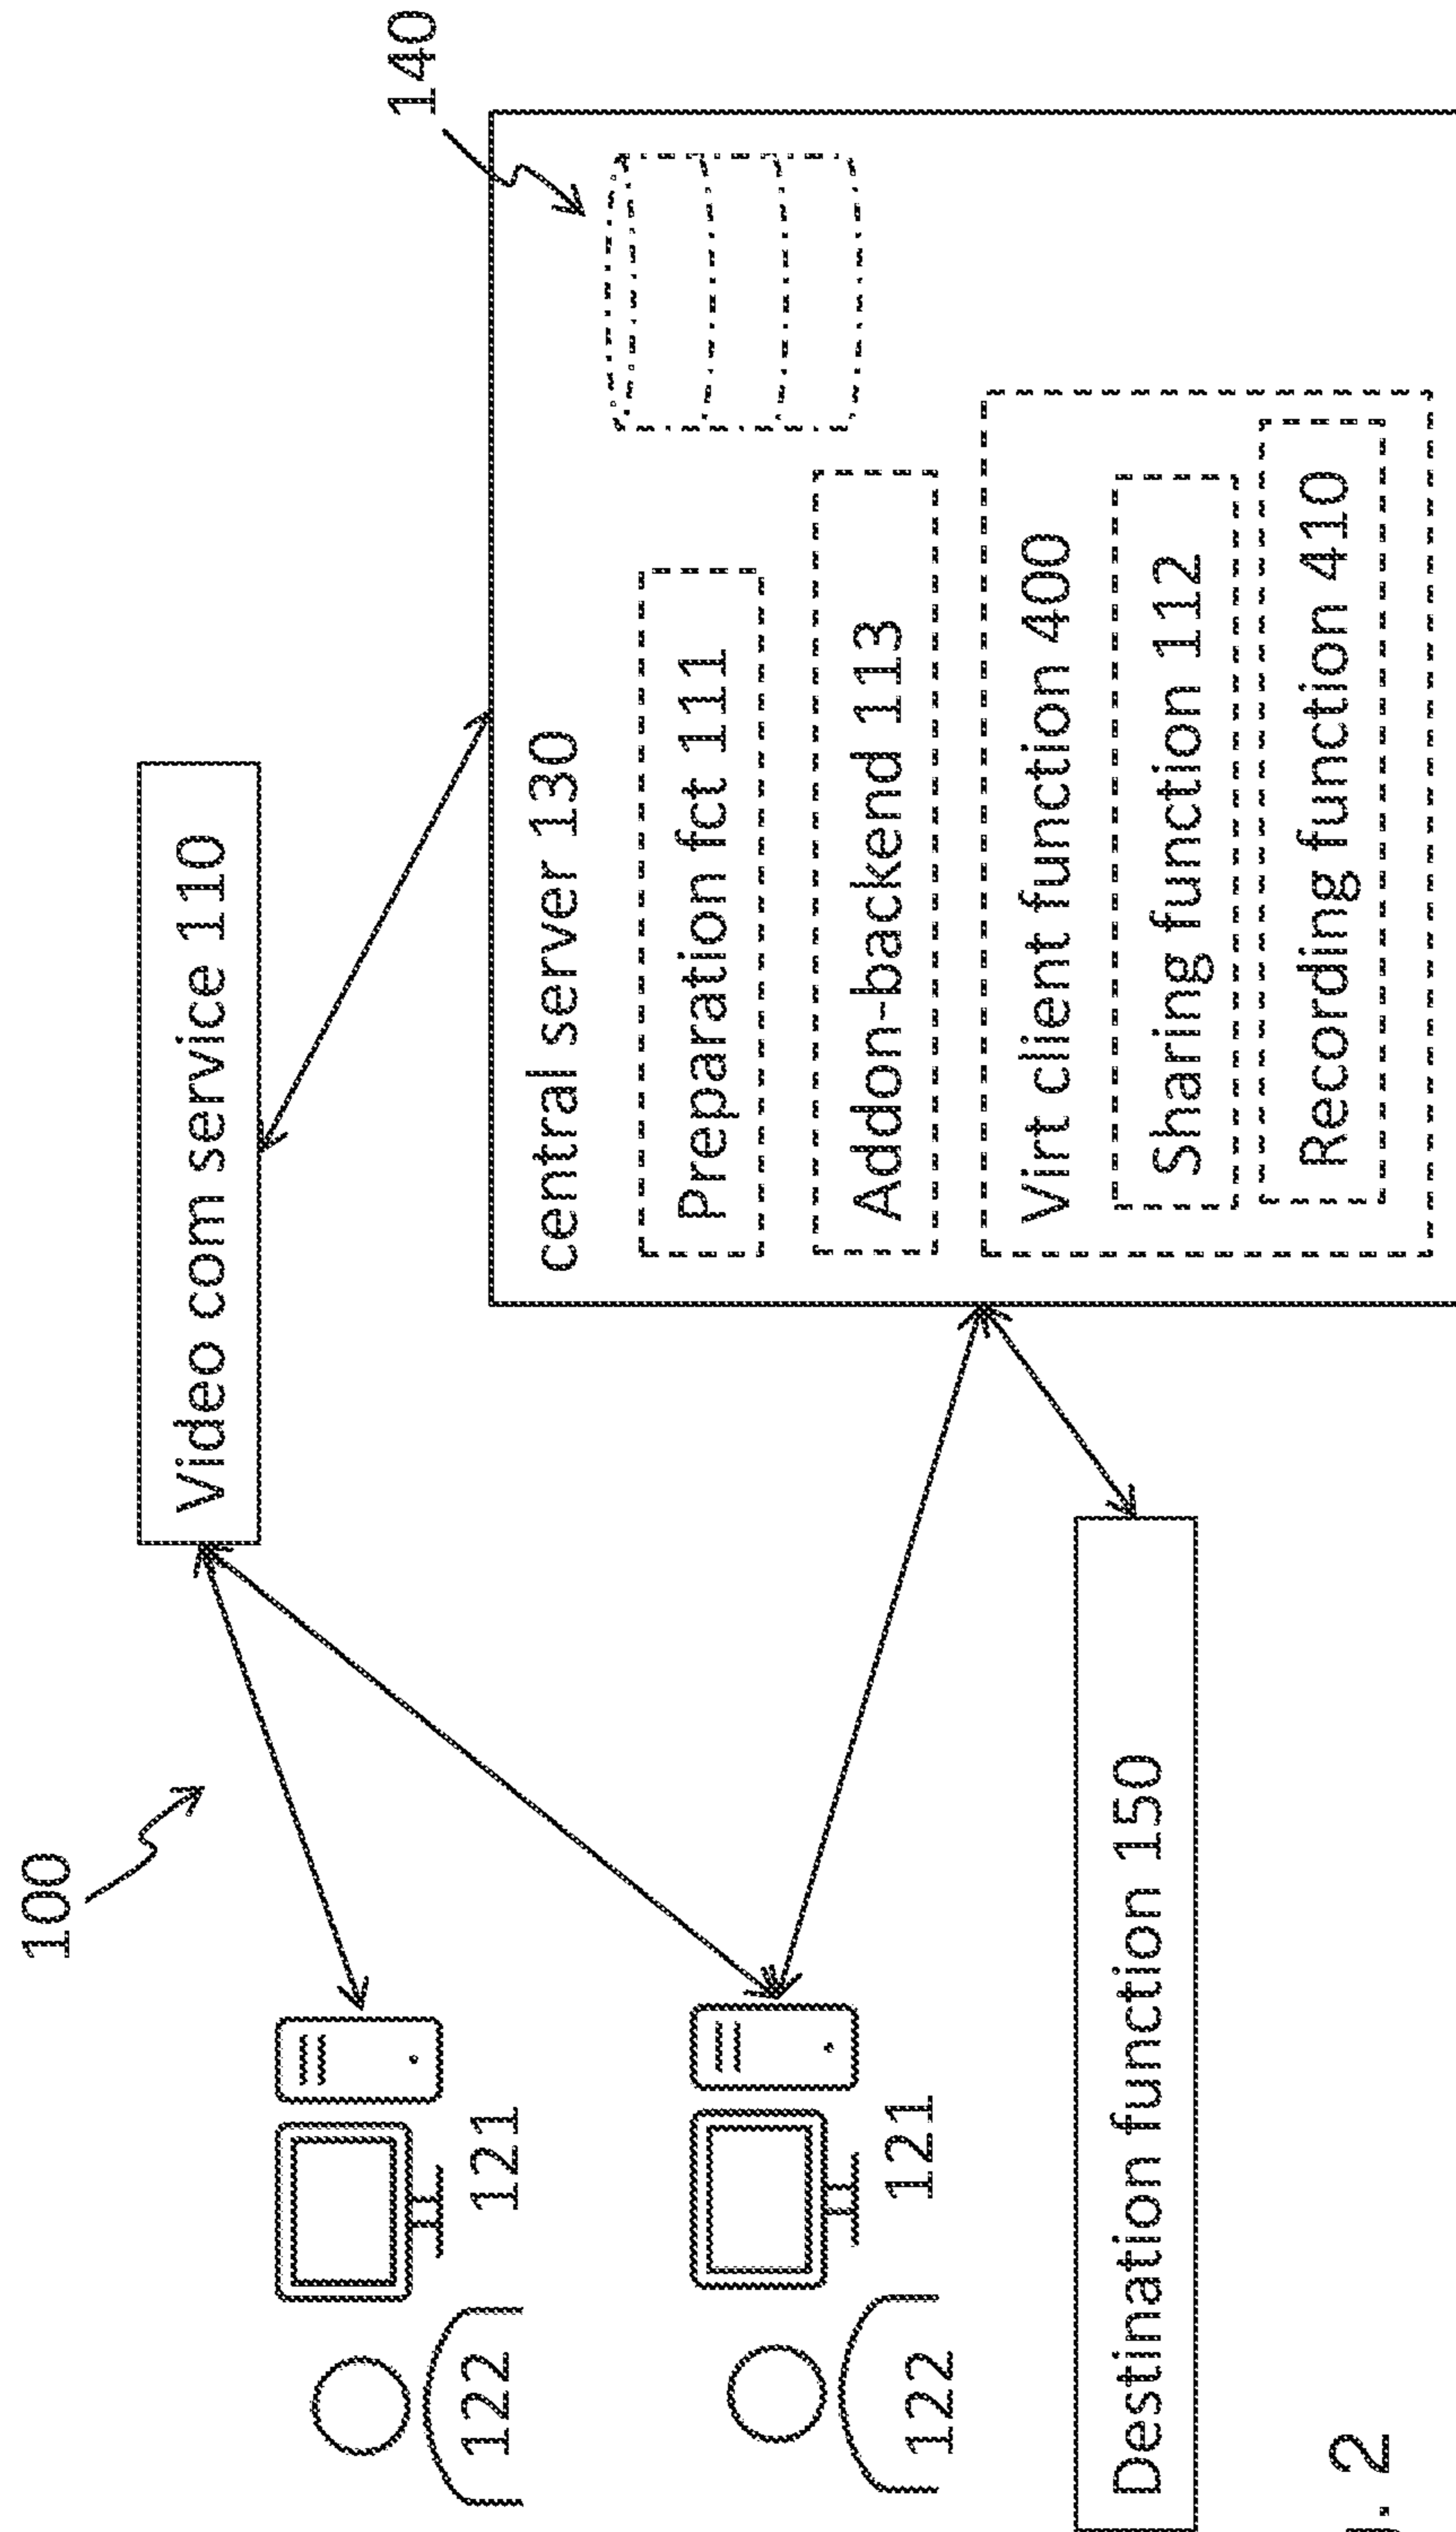 100
Video com service 110
140
122
121
central server 130
Preparation fct 111
Addon-backend 113
122
121
Virt client function 400
Sharing function 112
Recording function 410
Destination function 150
. 2